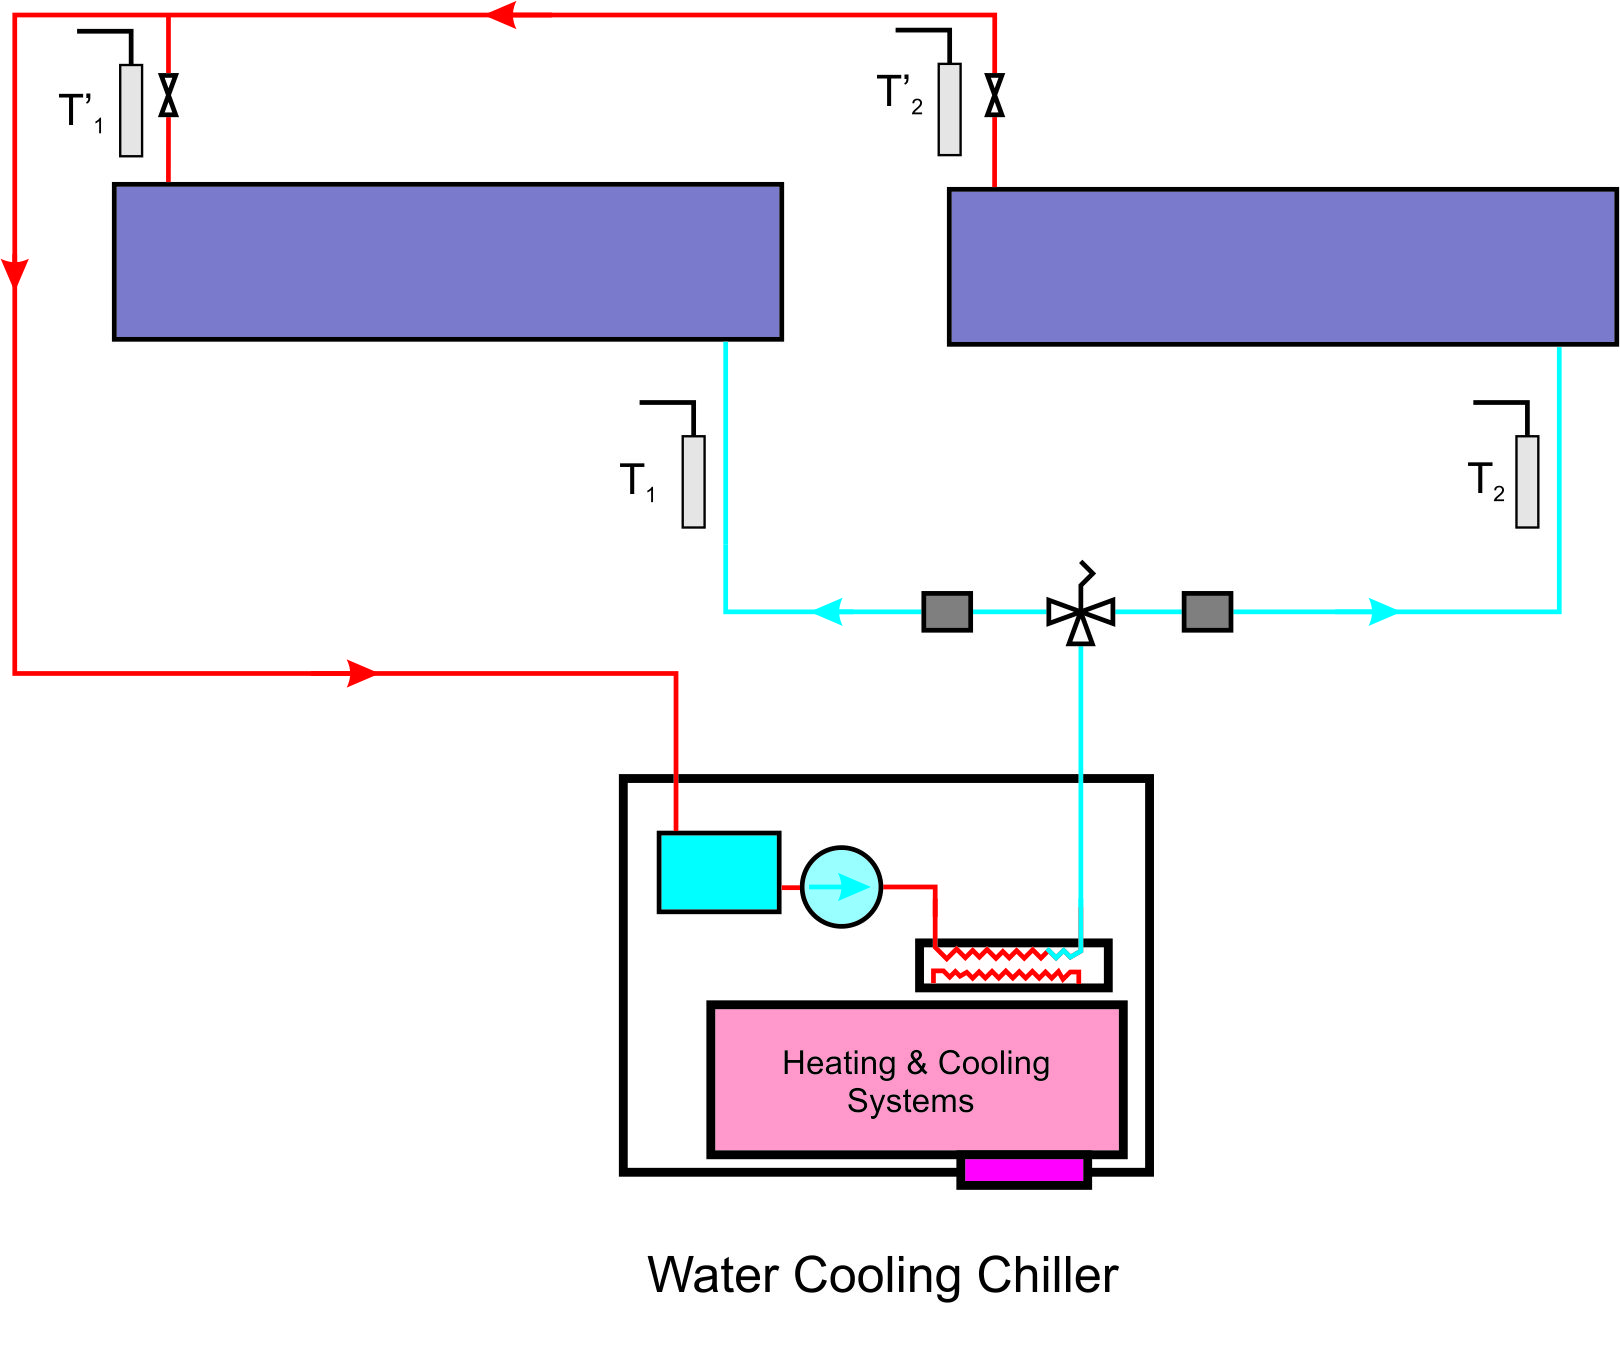 T’1
T’2
T1
T2
Heating & Cooling
Systems
Water Cooling Chiller